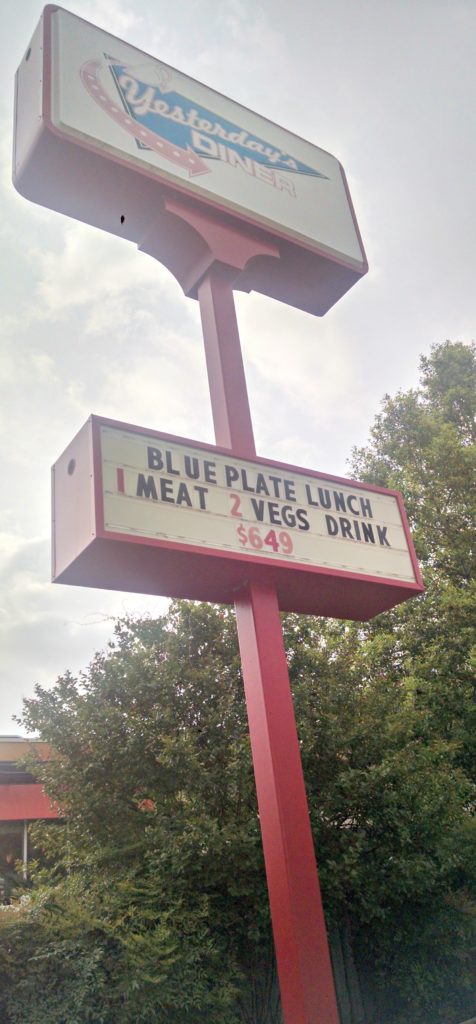 Yesterday's
DINER
BLUE PLATE LUNCH
1 MEAT 2 VEGS DRINK
$649